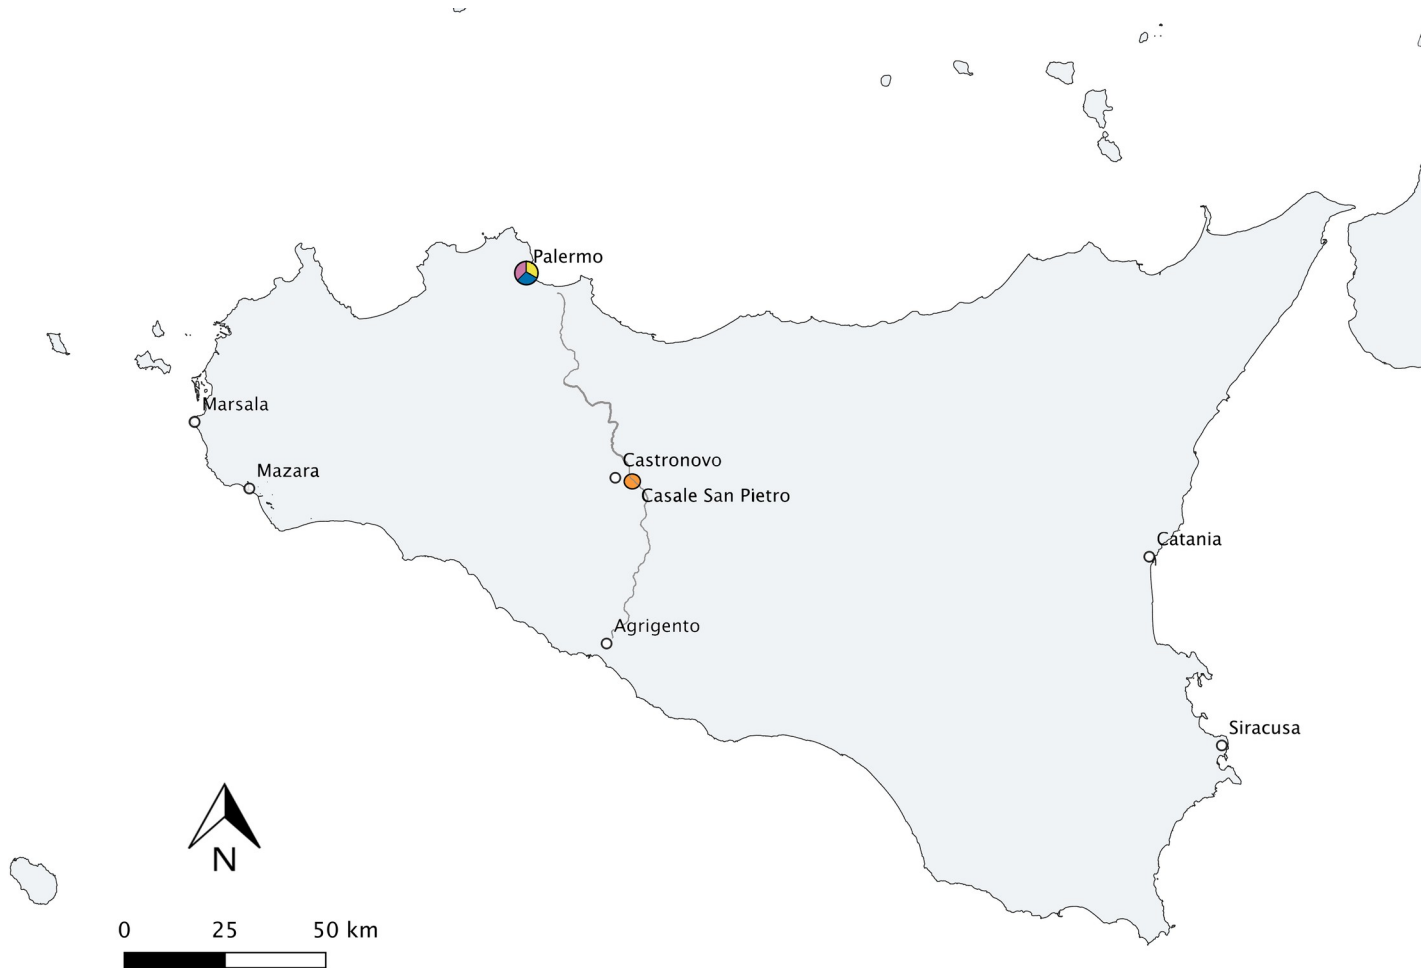 Palermo
Marsala
Castronovo
Mazara
Casale San Pietro
Catania
Agrigento
Siracusa
N
0 25 50 km